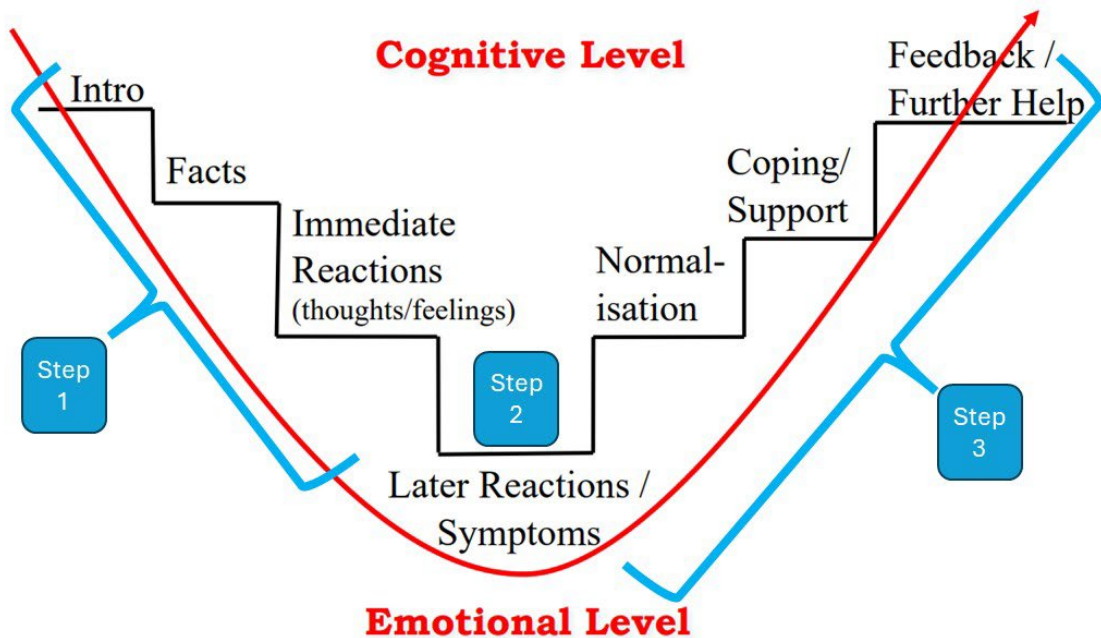 Cognitive Level
Feedback /
Further Help
Intro
Facts
Coping/
Support
Immediate
Reactions
(thoughts/feelings)
Normal-
isation
Step
1
Step
2
Step
3
Later Reactions /
Symptoms
Emotional Level